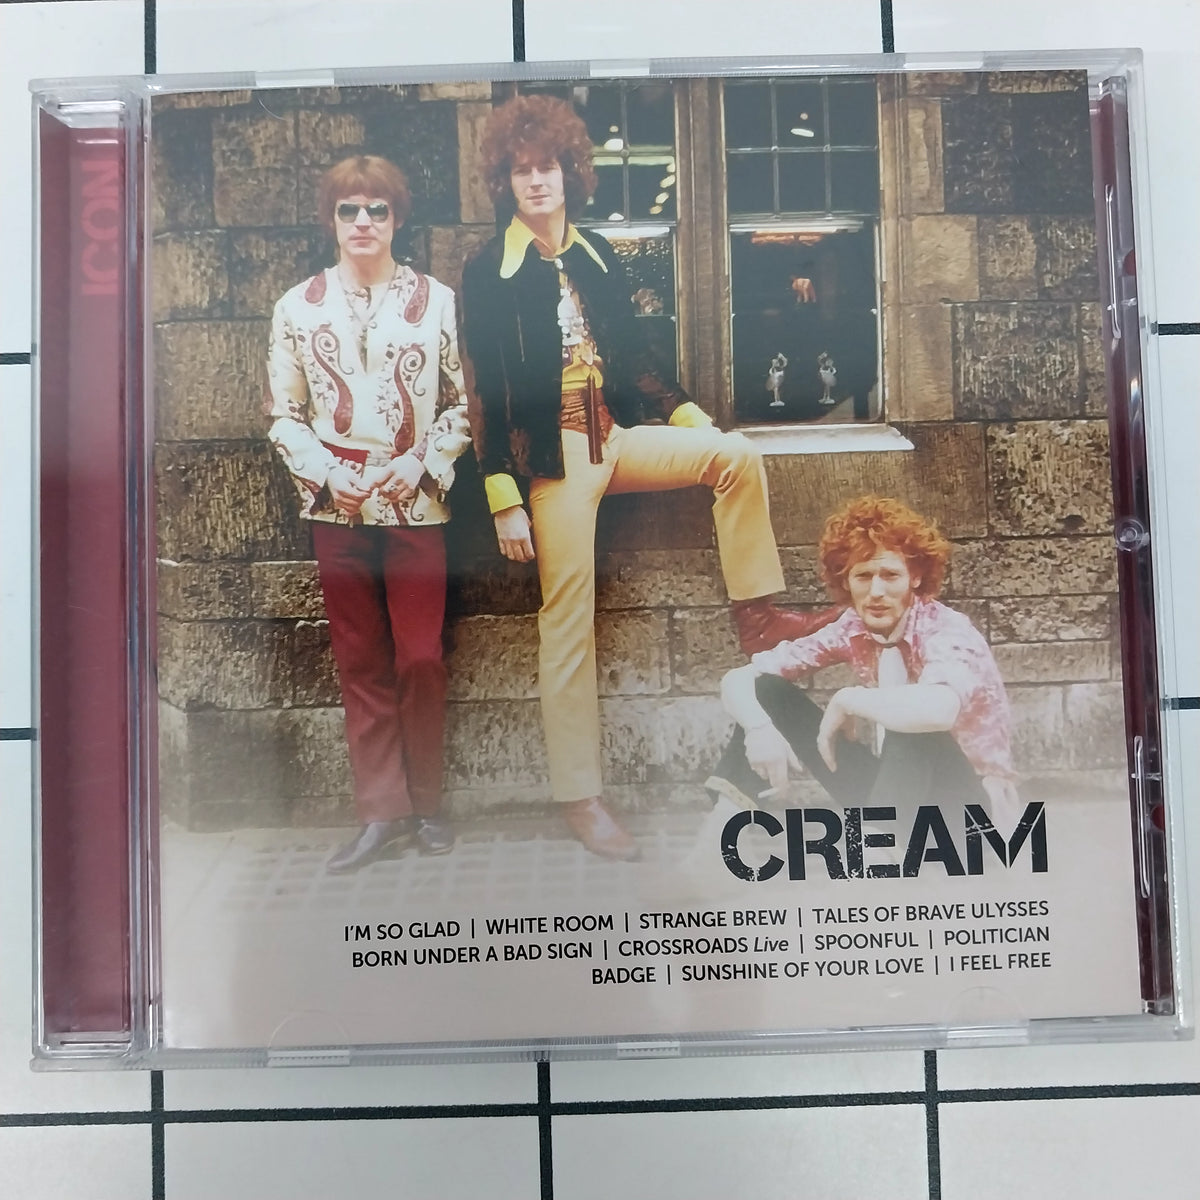 ICON
CREAM
I'M SO GLAD | WHITE ROOM | STRANGE BREW | TALES OF BRAVE ULYSSES
BORN UNDER A BAD SIGN | CROSSROADS Live | SPOONFUL | POLITICIAN
BADGE | SUNSHINE OF YOUR LOVE | I FEEL FREE